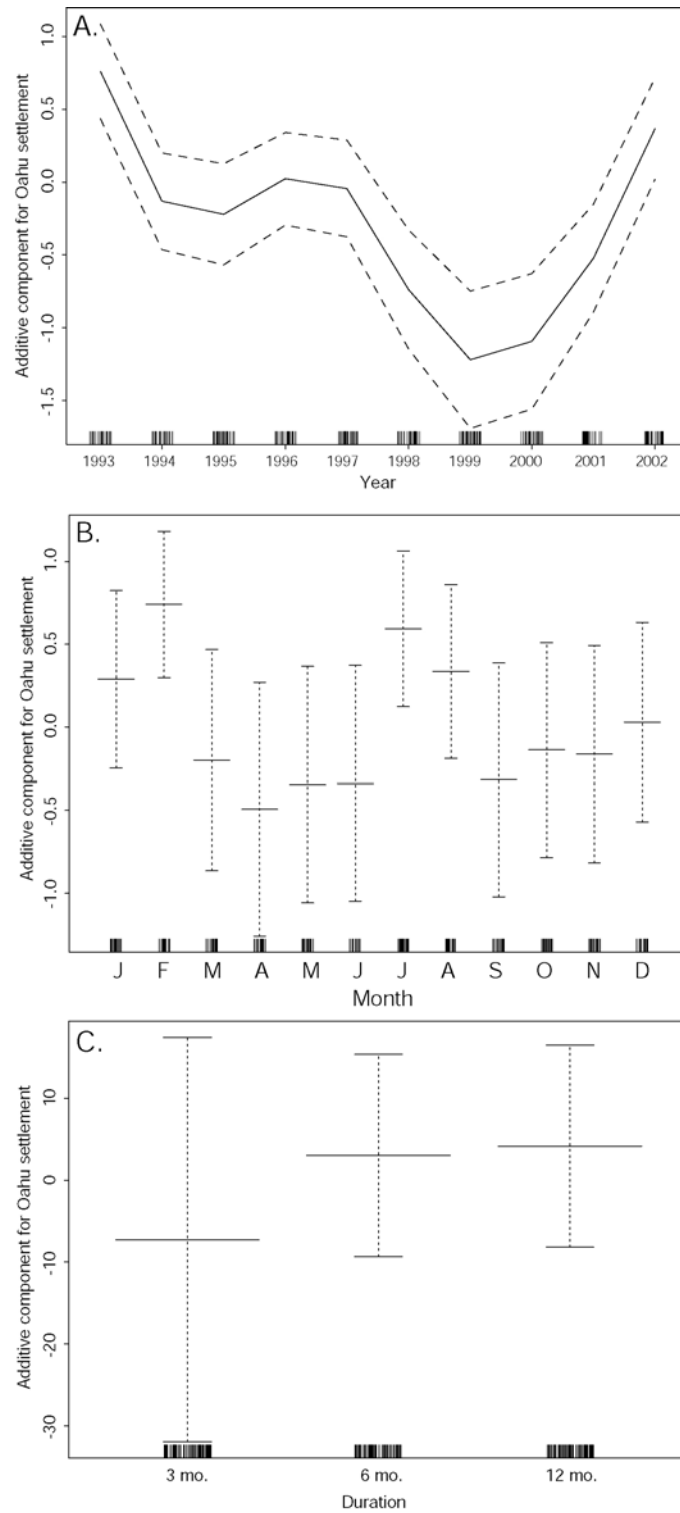 A.
Additive component for Oahu settlement
1.0
0.5
0.0
-0.5
-1.0
-1.5
1993 1994 1995 1996 1997 1998 1999 2000 2001 2002
Year
B.
Additive component for Oahu settlement
1.0
0.5
0.0
-0.5
-1.0
J F M A M J J A S O N D
Month
C.
Additive component for Oahu settlement
10
0
-10
-20
-30
3 mo. 6 mo. 12 mo.
Duration